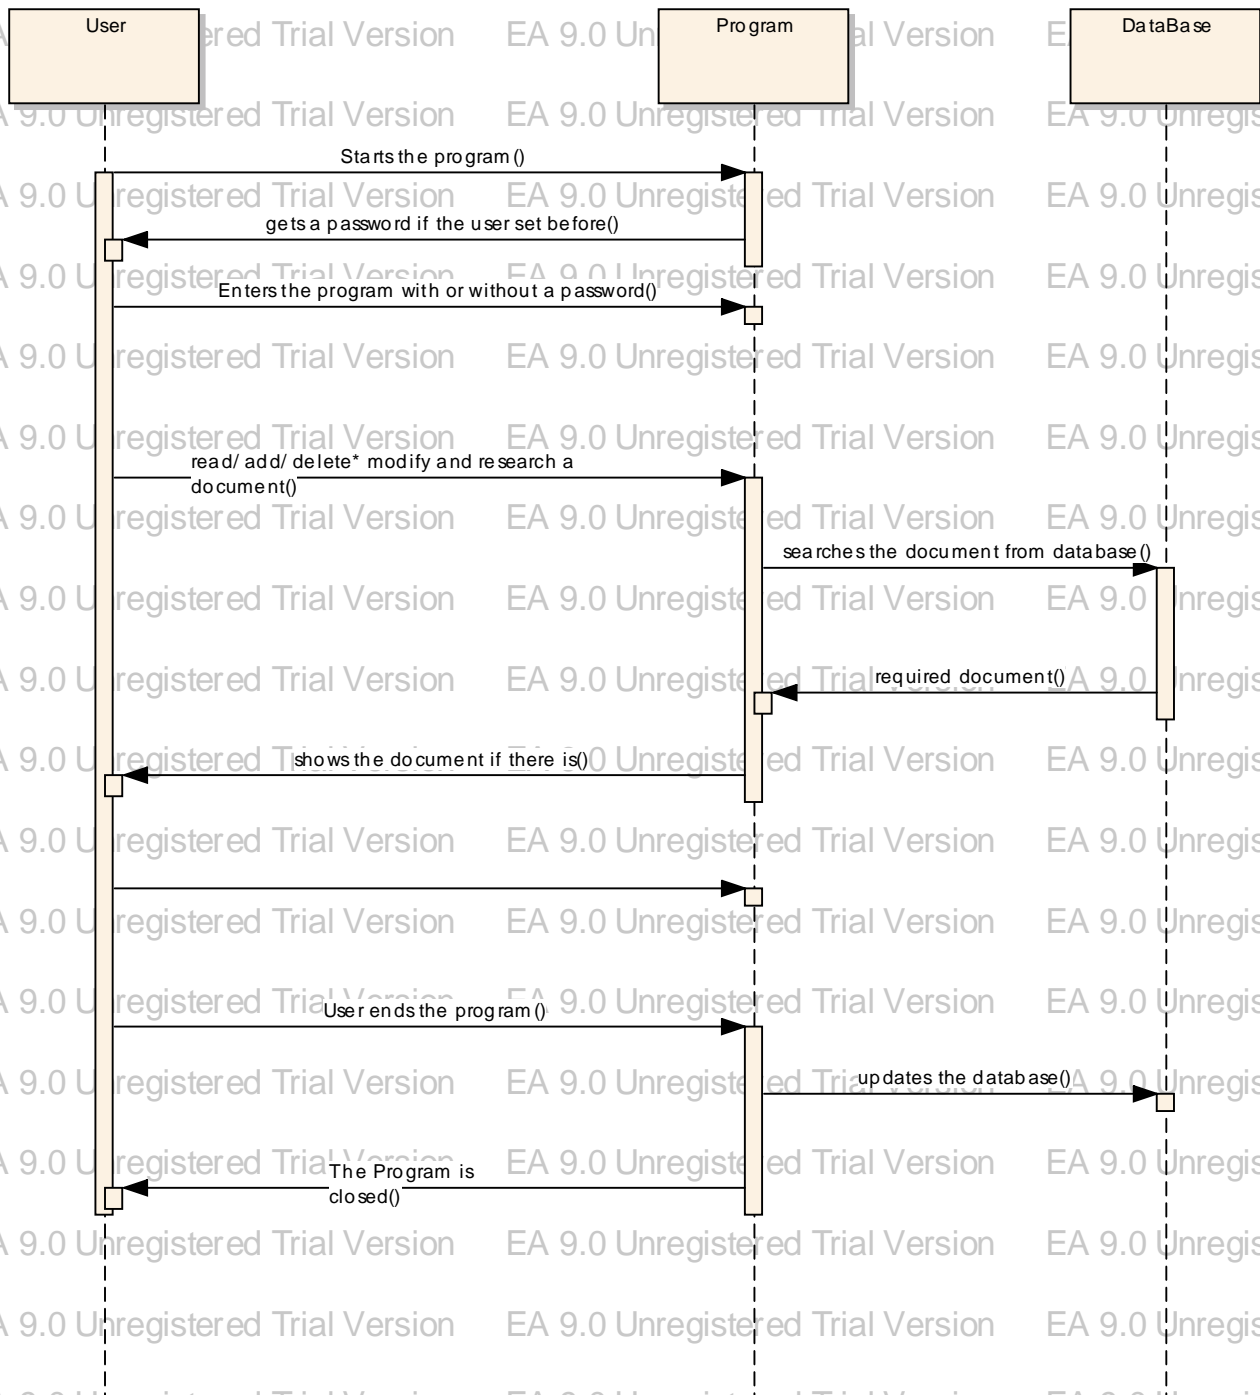 User
Program
DataBase
Starts the program()
gets a password if the user set before()
Enters the program with or without a password()
read/ add/ delete* modify and research a
document()
searches the document from database()
required document()
shows the document if there is()
User ends the program()
updates the database()
The Program is
closed()
EA 9.0 Unregistered Trial Version